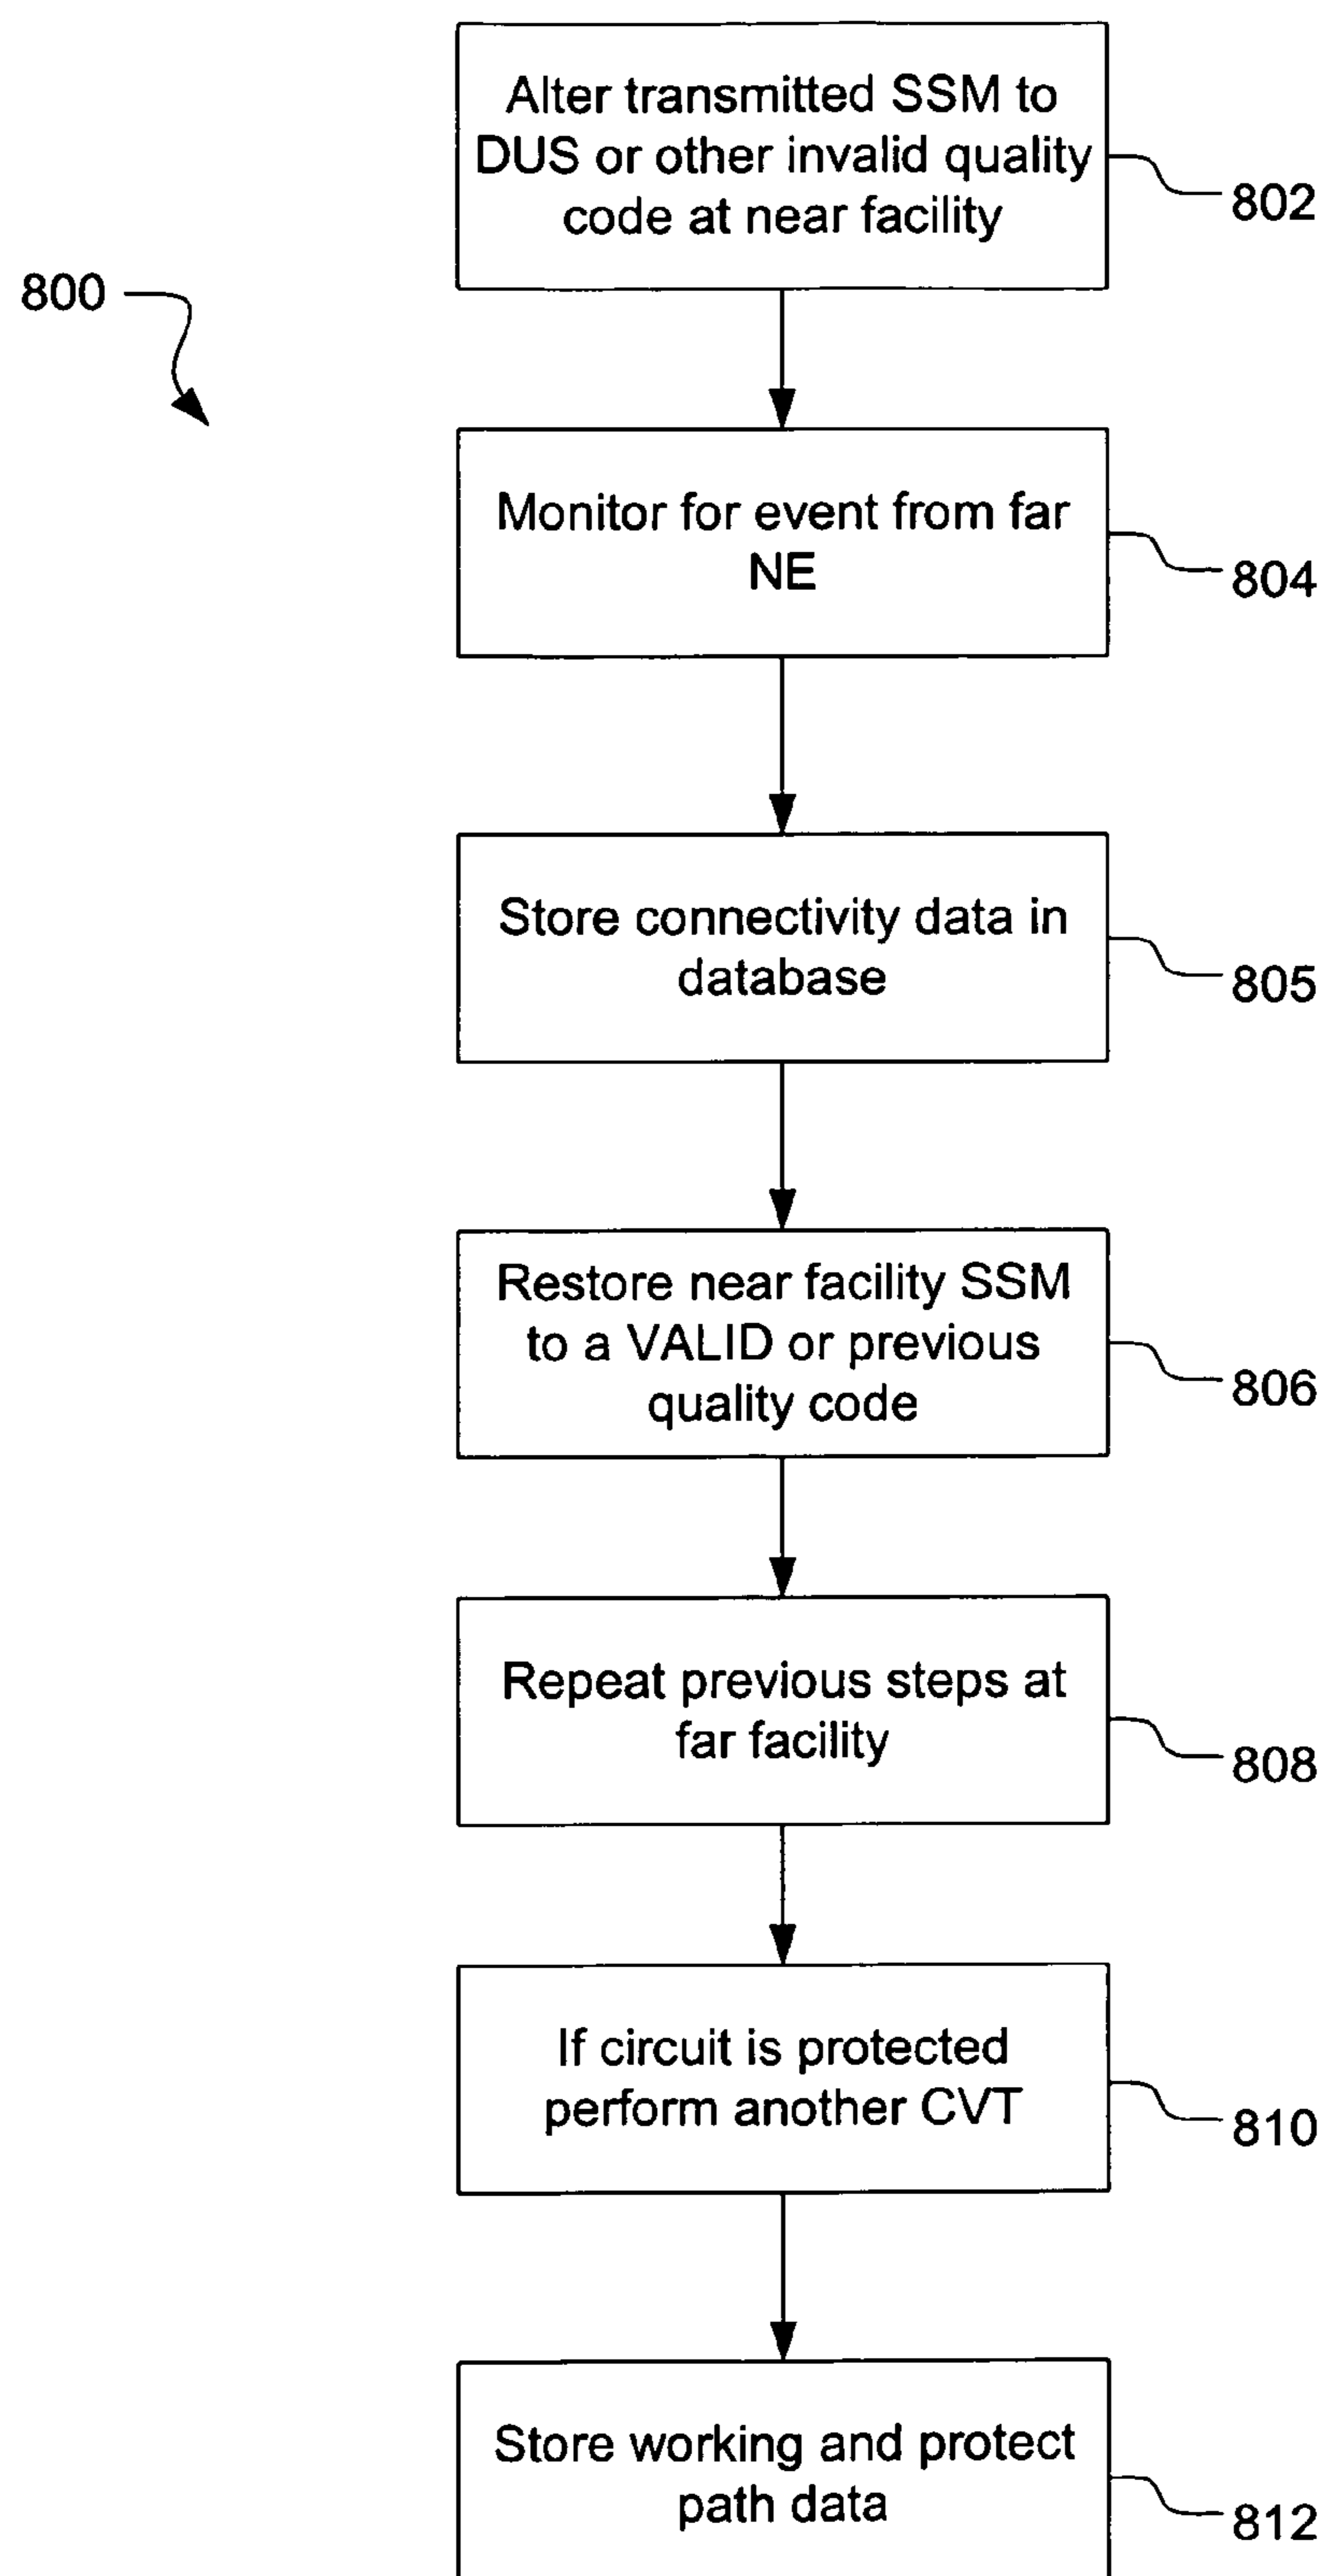 Alter transmitted SSM to
DUS or other invalid quality
code at near facility
802
800
Monitor for event from far
NE
804
Store connectivity data in
database
805
Restore near facility SSM
to a VALID or previous
quality code
806
Repeat previous steps at
far facility
808
If circuit is protected
perform another CVT
810
Store working and protect
path data
812